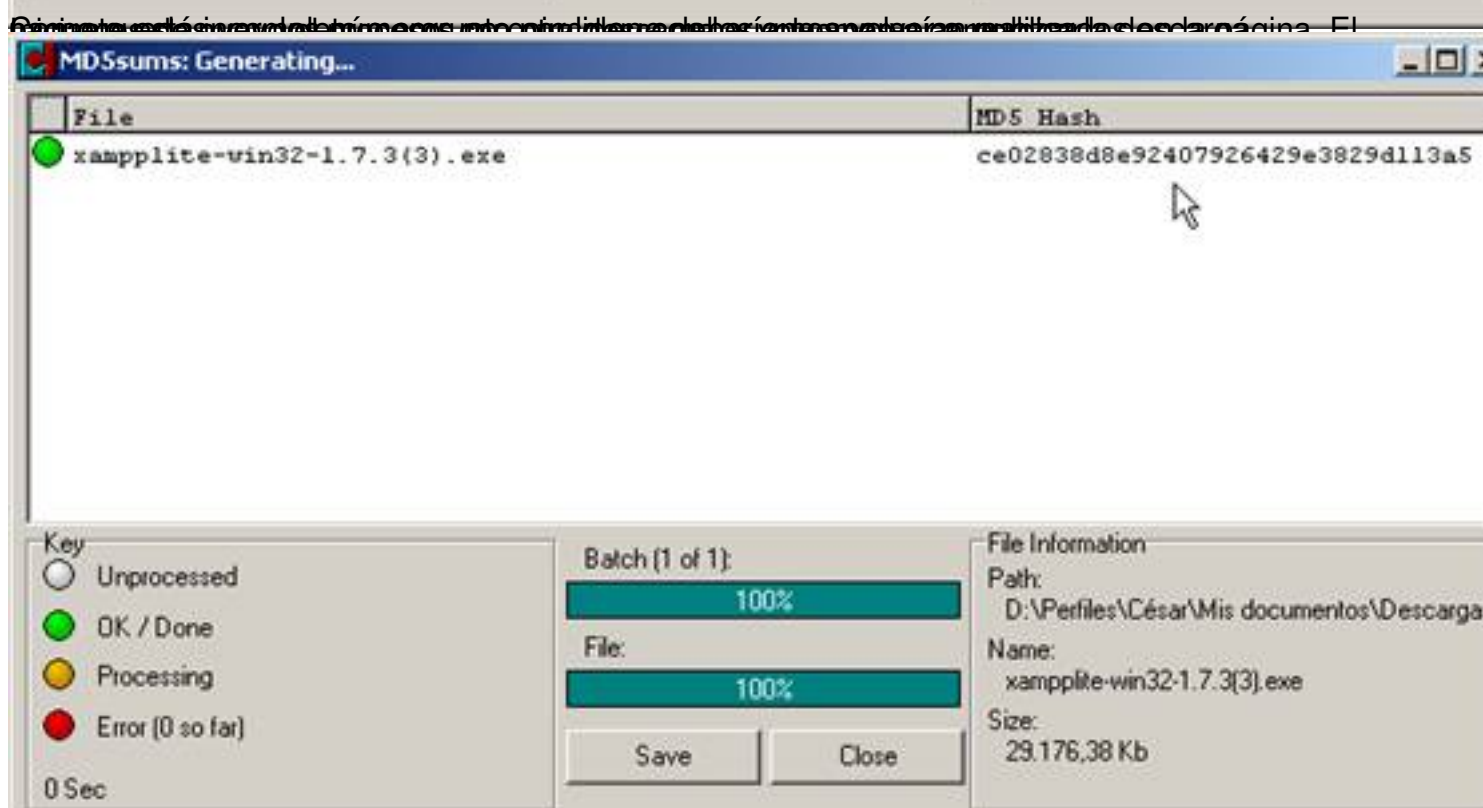 página. El
MD5sums: Generating...
File MD5 Hash
xampplite-win32-1.7.3(3).exe ce02838d8e92407926429e3829d113a5
Key
Unprocessed
OK / Done
Processing
Error (0 so far)
0 Sec
Batch (1 of 1):
100%
File:
100%
Save Close
File Information
Path:
D:\Perfiles\César\Mis documentos\Descarga
Name:
xampplite-win32-1.7.3(3).exe
Size:
29.176,38 Kb